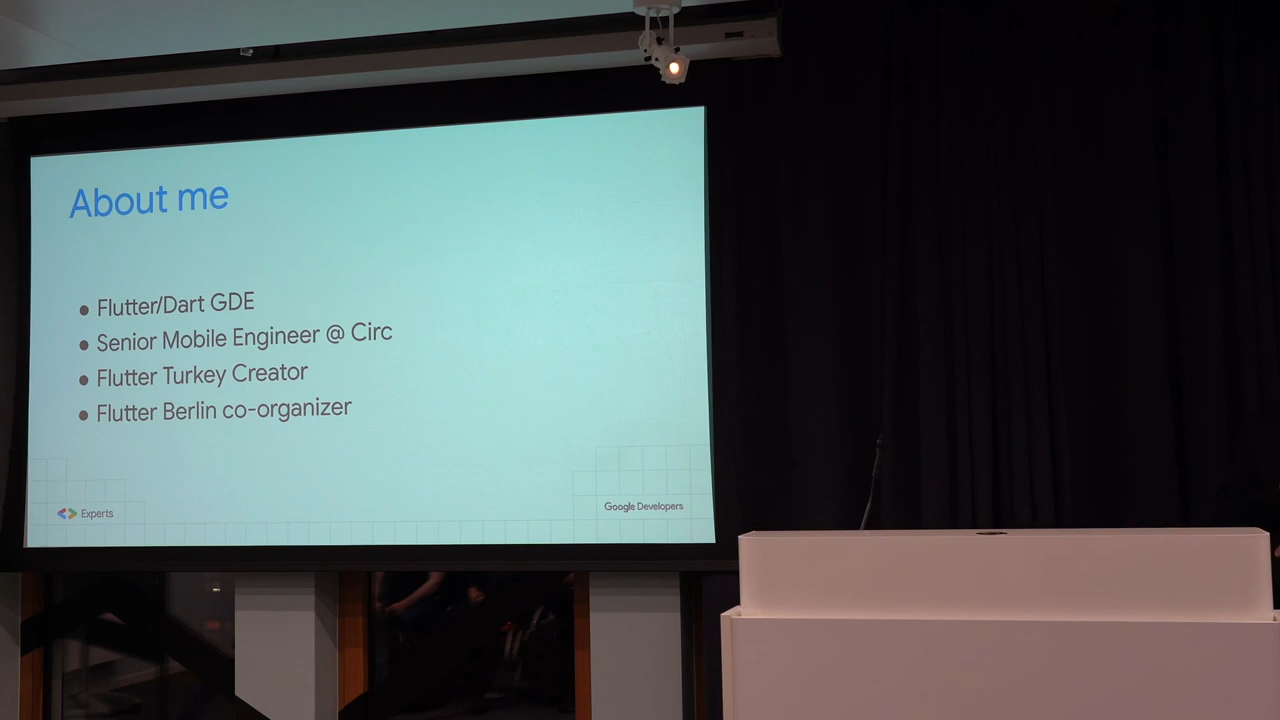 About me
● Flutter/Dart GDE
● Senior Mobile Engineer @ Circ
● Flutter Turkey Creator
● Flutter Berlin co-organizer
Experts
Google Developers